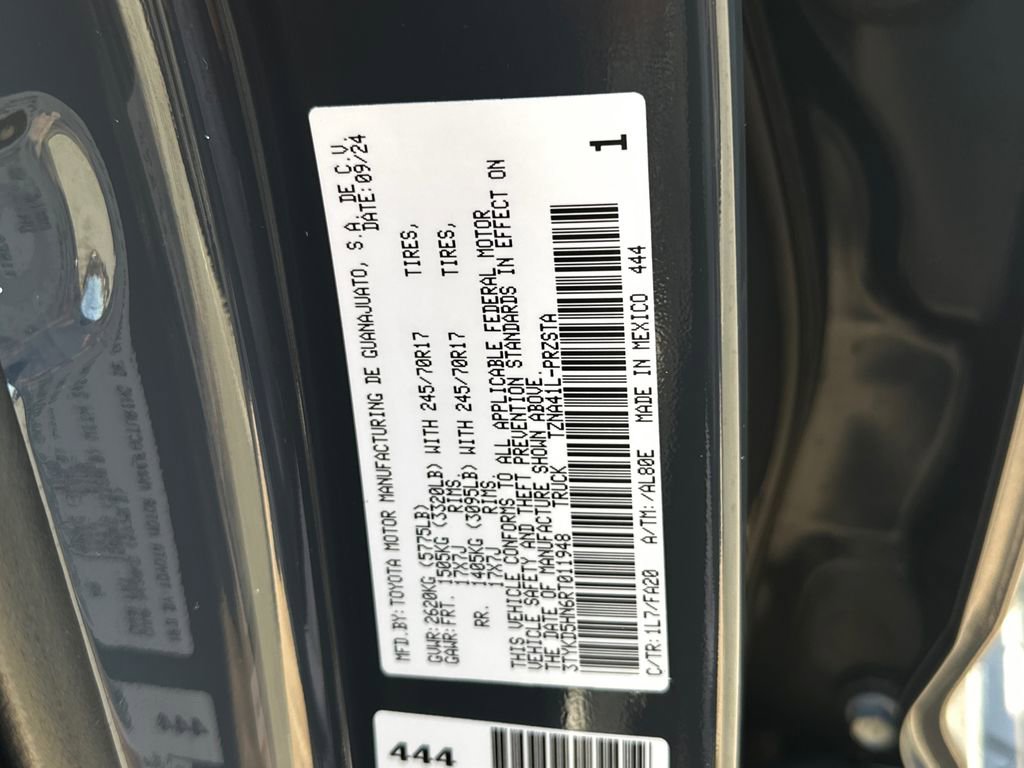 MFD.BY:TOYOTA MOTOR MANUFACTURING DE GUANAJUATO, S.A. DE C.V.
DATE:09/24
GVWR:2620KG (5775LB)
GAWR:FRT. 1505KG (3320LB) WITH 245/70R17 TIRES,
17X7J RIMS,
RR. 1405KG (3095LB) WITH 245/70R17 TIRES,
17X7J RIMS.
THIS VEHICLE CONFORMS TO ALL APPLICABLE FEDERAL MOTOR
VEHICLE SAFETY AND THEFT PREVENTION STANDARDS IN EFFECT ON
THE DATE OF MANUFACTURE SHOWN ABOVE.
3TYKD5HN6RT011948 TRUCK TZNA41L-PRZSTA
C/TR:1L7/FA20 A/TM:/AL80E MADE IN MEXICO 444
1
444